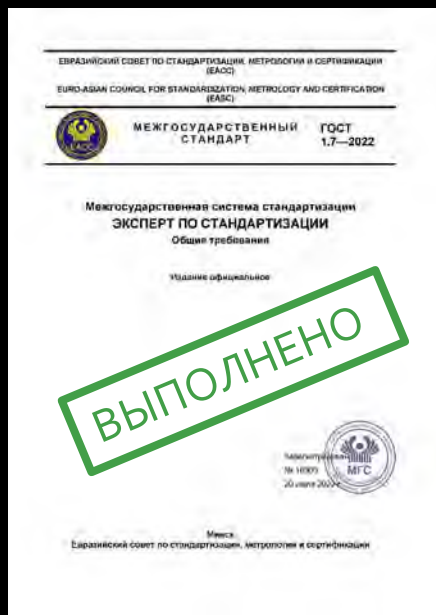 ЕВРАЗИЙСКИЙ СОВЕТ ПО СТАНДАРТИЗАЦИИ, МЕТРОЛОГИИ И СЕРТИФИКАЦИИ
(ЕАСС)
EURO-ASIAN COUNCIL FOR STANDARDIZATION, METROLOGY AND CERTIFICATION
(EASC)
ЕАСС
МЕЖГОСУДАРСТВЕННЫЙ
СТАНДАРТ
ГОСТ
1.7—2022
Межгосударственная система стандартизации
ЭКСПЕРТ ПО СТАНДАРТИЗАЦИИ
Общие требования
Издание официальное
ВЫПОЛНЕНО
МГС
Минск
Евразийский совет по стандартизации, метрологии и сертификации